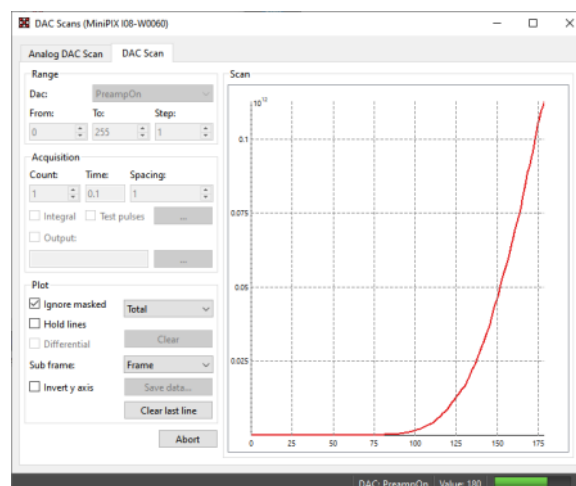 DAC Scans (MiniPIX I08-W0060)
Analog DAC Scan DAC Scan
Range
Dac: PreampOn
From: To: Step:
0 255 1
Acquisition
Count: Time: Spacing:
1 0.1 1
Integral Test pulses ...
Output:
...
Plot
Ignore masked Total
Hold lines
Differential Clear
Sub frame: Frame
Invert y axis Save data...
Clear last line
Abort
Scan
0.1
0.075
0.05
0.025
0 25 50 75 100 125 150 175
DAC: PreampOn Value: 180